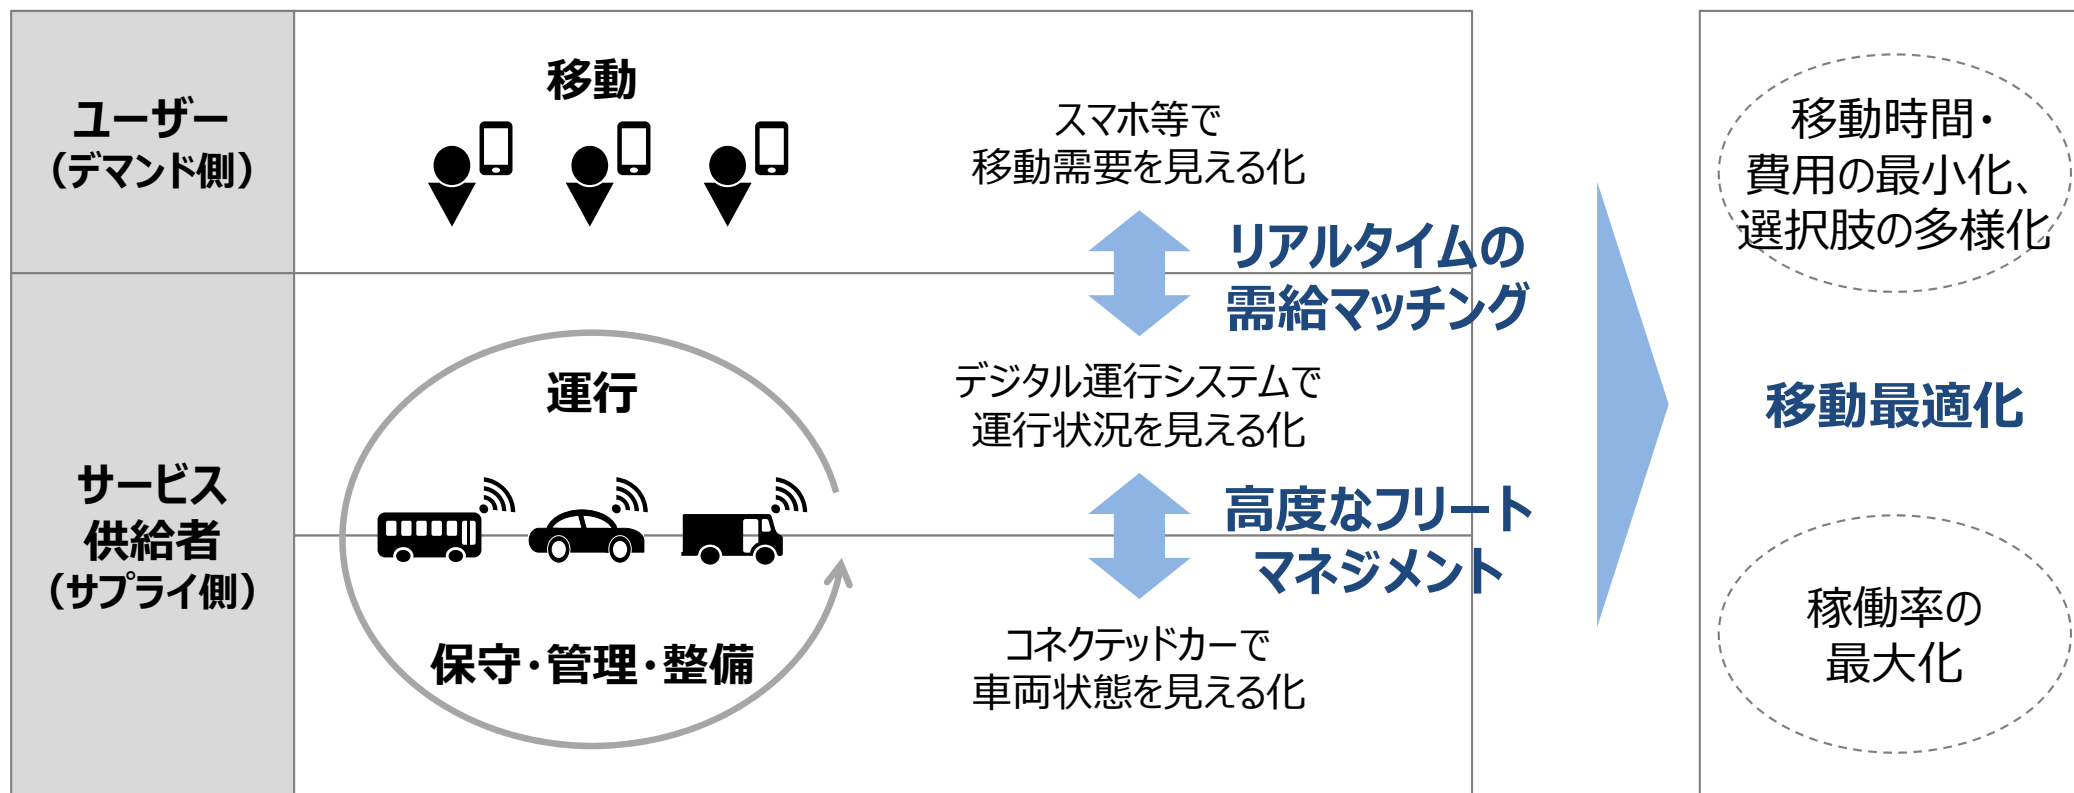 ユーザー
（デマンド側）
移動
スマホ等で
移動需要を見える化
リアルタイムの
需給マッチング
サービス
供給者
（サプライ側）
運行
デジタル運行システムで
運行状況を見える化
高度なフリート
マネジメント
保守・管理・整備
コネクテッドカーで
車両状態を見える化
移動時間・
費用の最小化、
選択肢の多様化
移動最適化
稼働率の
最大化